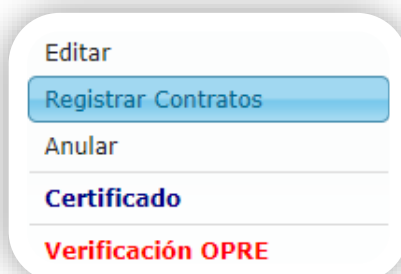 Editar
Registrar Contratos
Anular
Certificado
Verificación OPRE